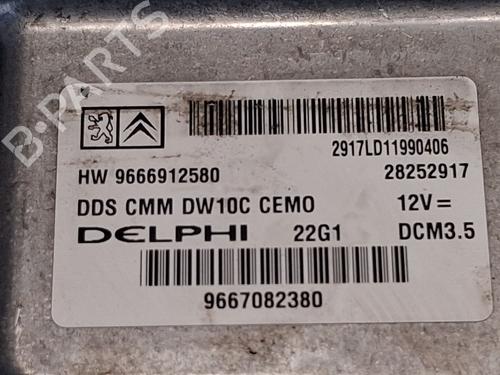 B-PARTS
2917LD11990406
HW 9666912580 28252917
DDS CMM DW10C CEMO 12V =
DELPHI 22G1 DCM3.5
9667082380